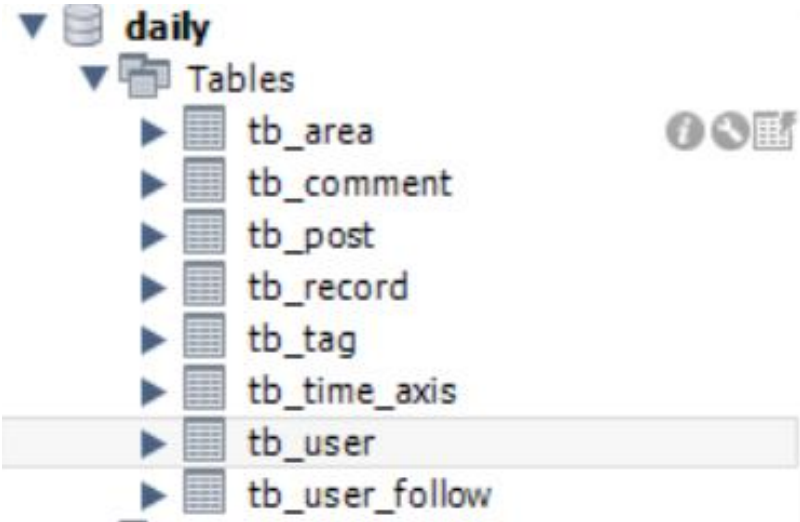 daily
Tables
tb_area
tb_comment
tb_post
tb_record
tb_tag
tb_time_axis
tb_user
tb_user_follow